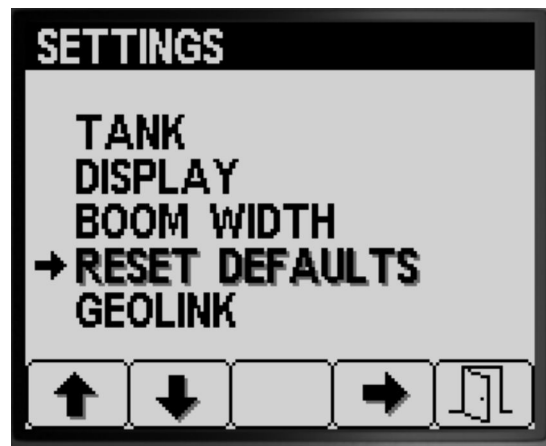 SETTINGS
TANK
DISPLAY
BOOM WIDTH
RESET DEFAULTS
GEOLINK